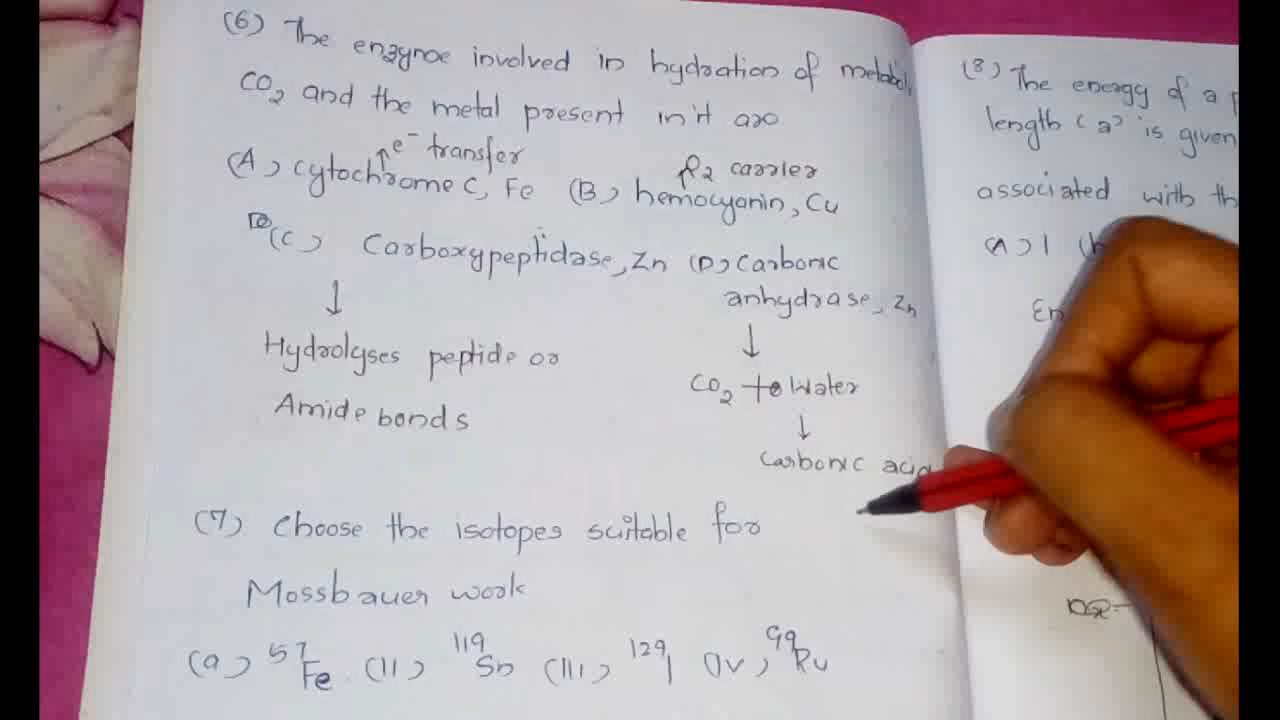 (6) The enzyme involved in hydration of metabol
CO2 and the metal present in it are
e- transfer
(A) cytochrome C, Fe (B) hemocyanin, Cu
O2 carrier
(C) Carboxypeptidase, Zn (D) Carbonic
anhydrase, Zn
↓
Hydrolyses peptide or
Amide bonds
↓
CO2 to water
↓
Carbonic acid
(7) Choose the isotopes suitable for
Mossbauer work
(a) 57Fe (II) 119Sn (III) 129I (IV) 99Ru
(8) The energy of a p
length 'a' is given
associated with th
(A) 1
En